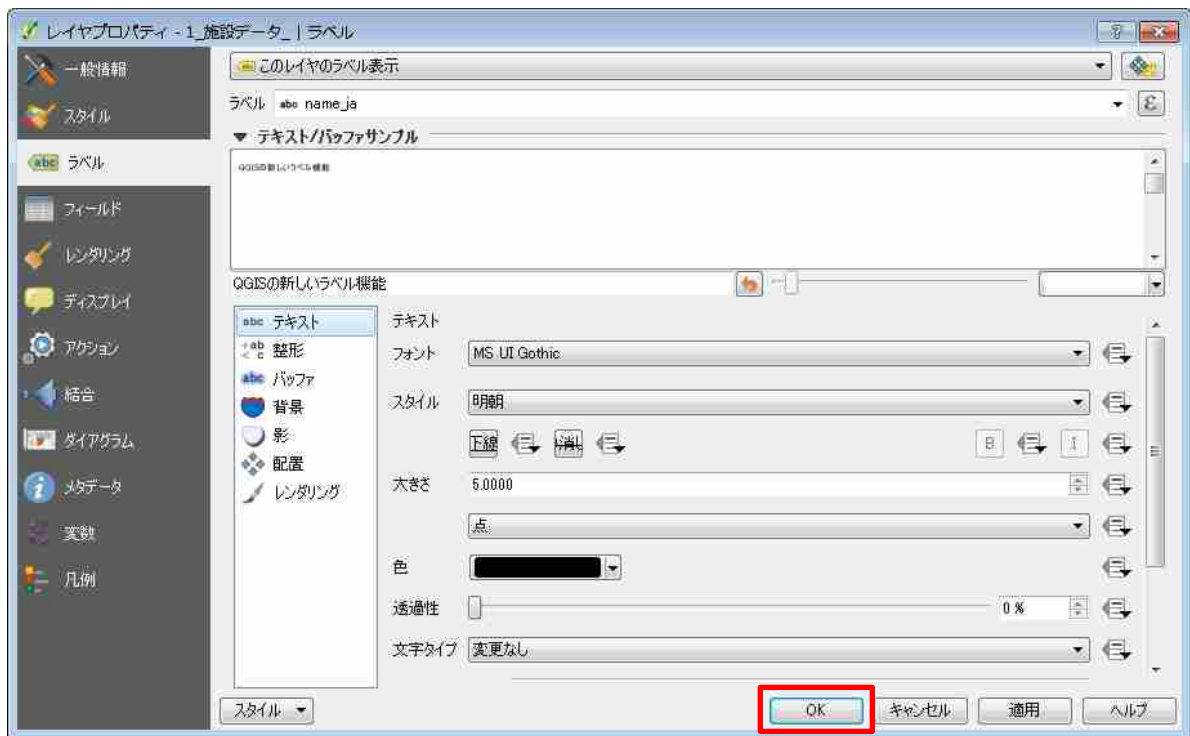 レイヤプロパティ - 1_施設データ_ | ラベル
一般情報
スタイル
ラベル
フィールド
レンダリング
ディスプレイ
アクション
結合
ダイアグラム
メタデータ
変数
凡例
このレイヤのラベル表示
ラベル abc name_ja
ε
▼ テキスト/バッファサンプル
QGISの新しいラベル機能
QGISの新しいラベル機能
abc テキスト
整形
abc バッファ
背景
影
配置
レンダリング
テキスト
フォント MS UI Gothic
スタイル 明朝
下線 取消 B I
大きさ 5.0000
点
色
透過性 0 %
文字タイプ 変更なし
スタイル ▼
OK キャンセル 適用 ヘルプ